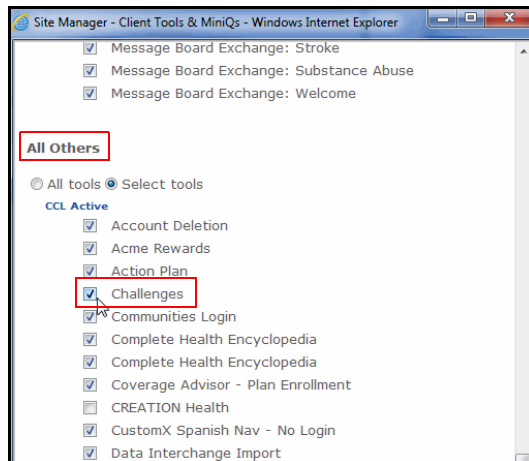 Site Manager - Client Tools & MiniQs - Windows Internet Explorer
Message Board Exchange: Stroke
Message Board Exchange: Substance Abuse
Message Board Exchange: Welcome
All Others
All tools Select tools
CCL Active
Account Deletion
Acme Rewards
Action Plan
Challenges
Communities Login
Complete Health Encyclopedia
Complete Health Encyclopedia
Coverage Advisor - Plan Enrollment
CREATION Health
CustomX Spanish Nav - No Login
Data Interchange Import